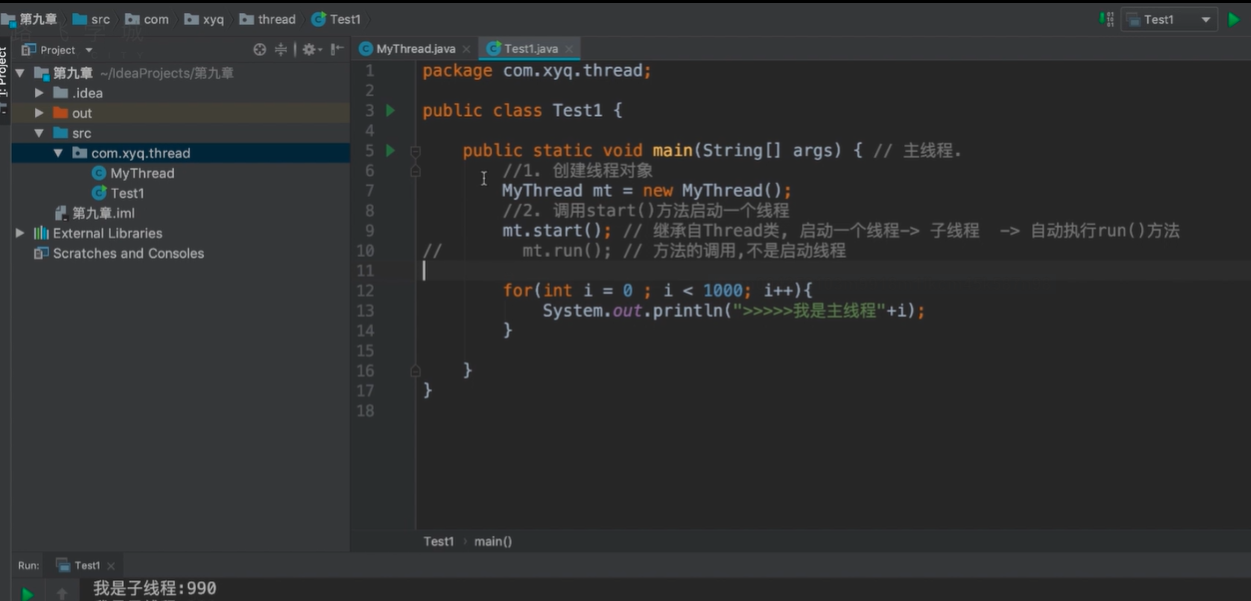 第九章 src com xyq thread Test1 Test1
Project
MyThread.java Test1.java
第九章 ~/IdeaProjects/第九章
.idea
out
src
com.xyq.thread
MyThread
Test1
第九章.iml
External Libraries
Scratches and Consoles
1 package com.xyq.thread;
2
3 public class Test1 {
4
5 public static void main(String[] args) { // 主线程.
6 //1. 创建线程对象
7 MyThread mt = new MyThread();
8 //2. 调用start()方法启动一个线程
9 mt.start(); // 继承自Thread类, 启动一个线程-> 子线程 -> 自动执行run()方法
10 // mt.run(); // 方法的调用,不是启动线程
11
12 for(int i = 0 ; i < 1000; i++){
13 System.out.println(">>>>>我是主线程"+i);
14 }
15
16 }
17 }
18
Test1 main()
Run: Test1
我是子线程:990